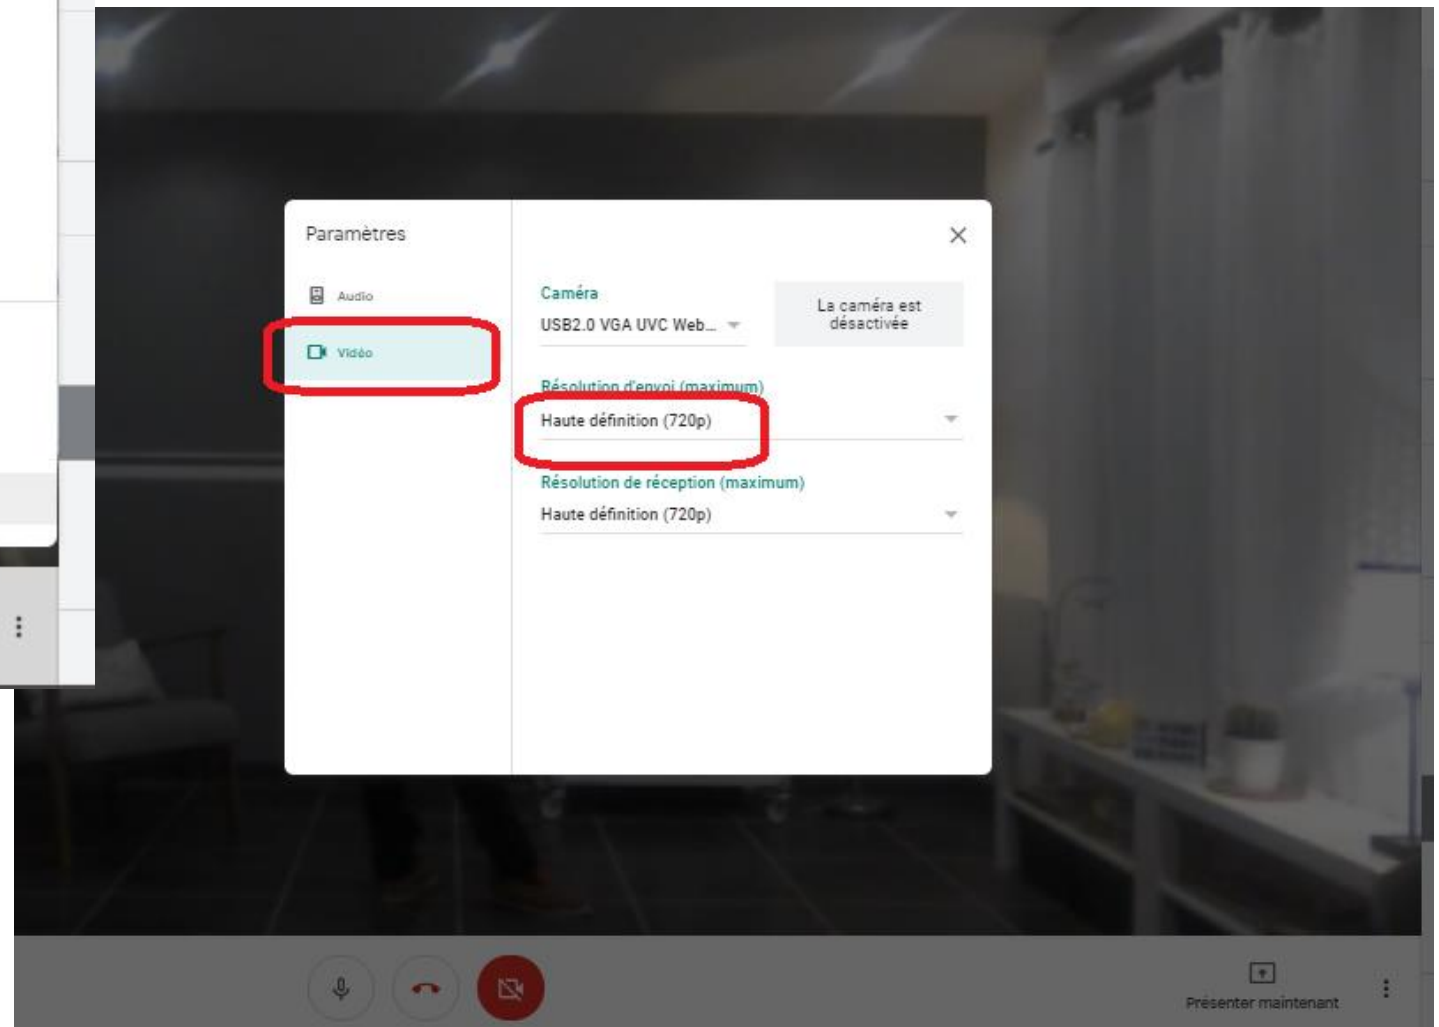 Paramètres
Audio
Vidéo
Caméra
USB2.0 VGA UVC Web...
La caméra est
désactivée
Résolution d'envoi (maximum)
Haute définition (720p)
Résolution de réception (maximum)
Haute définition (720p)
Présenter maintenant